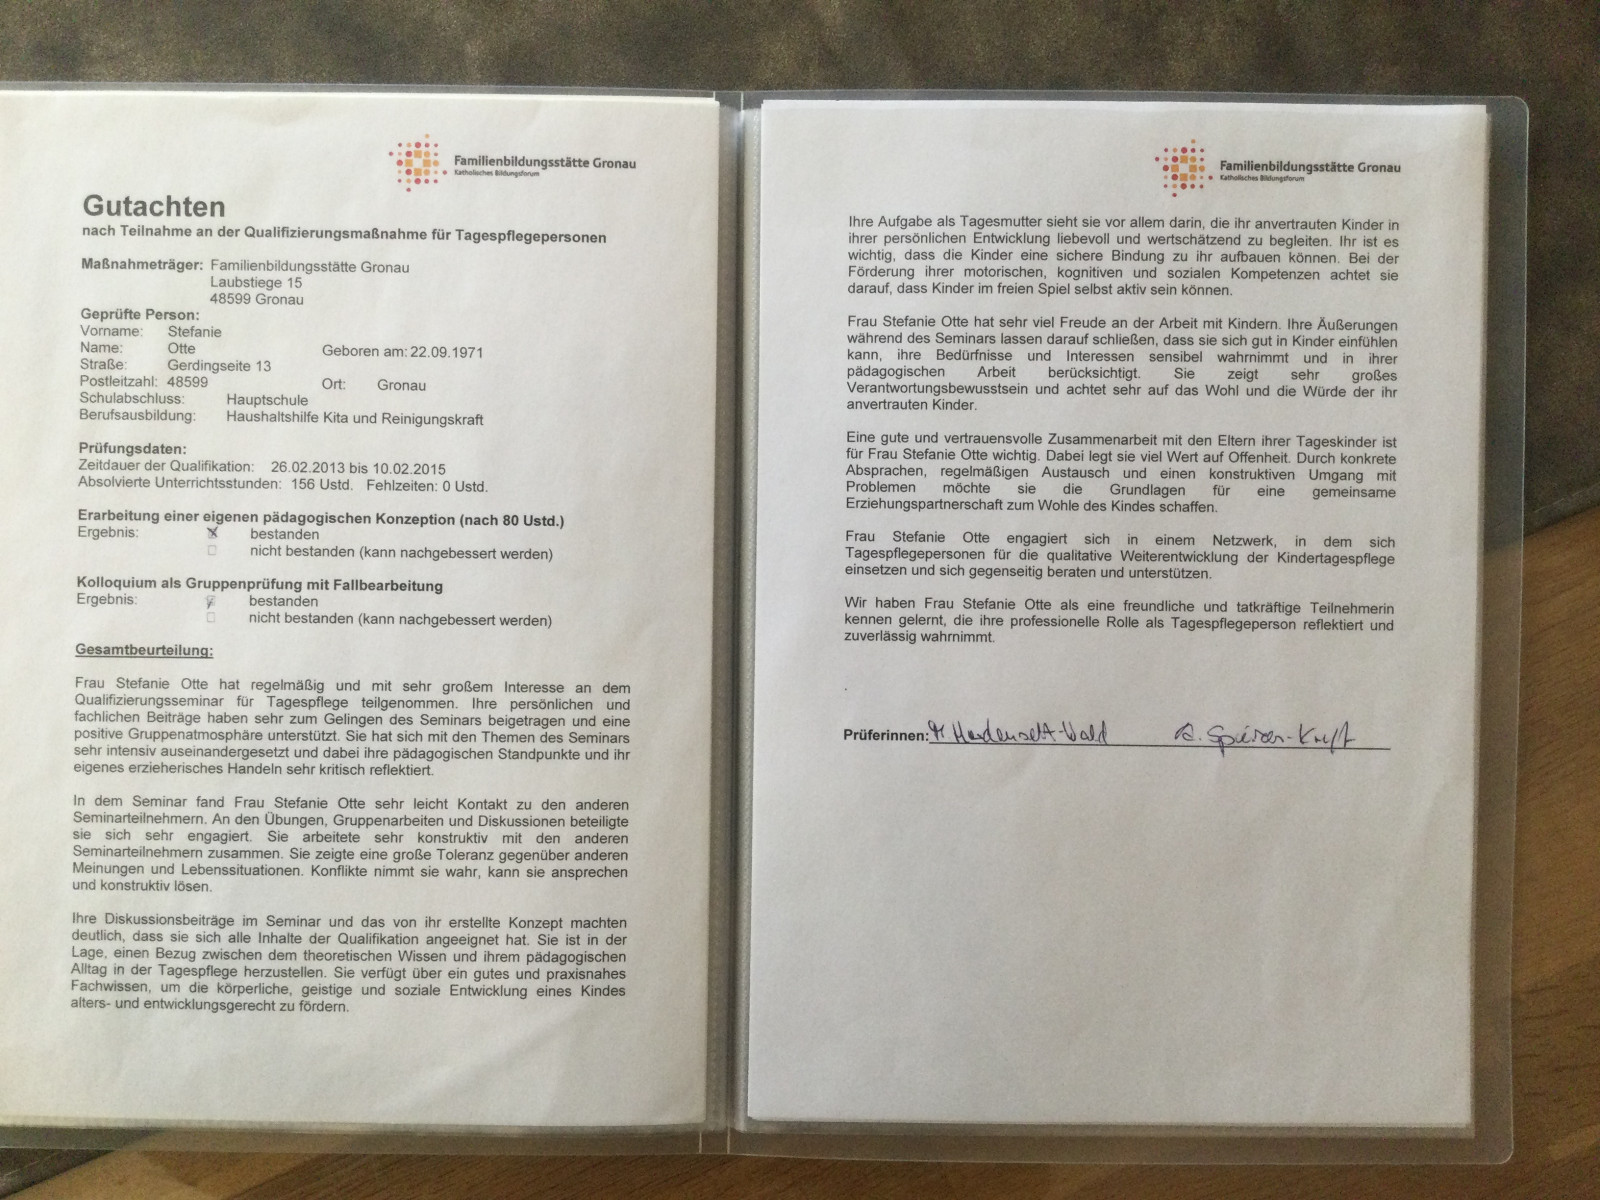 Familienbildungsstätte Gronau
Katholisches Bildungsforum
Gutachten
nach Teilnahme an der Qualifizierungsmaßnahme für Tagespflegepersonen
Maßnahmeträger: Familienbildungsstätte Gronau
Laubstiege 15
48599 Gronau
Geprüfte Person:
Vorname: Stefanie
Name: Otte Geboren am: 22.09.1971
Straße: Gerdingseite 13
Postleitzahl: 48599 Ort: Gronau
Schulabschluss: Hauptschule
Berufsausbildung: Haushaltshilfe Kita und Reinigungskraft
Prüfungsdaten:
Zeitdauer der Qualifikation: 26.02.2013 bis 10.02.2015
Absolvierte Unterrichtsstunden: 156 Ustd. Fehlzeiten: 0 Ustd.
Erarbeitung einer eigenen pädagogischen Konzeption (nach 80 Ustd.)
Ergebnis: ☒ bestanden
☐ nicht bestanden (kann nachgebessert werden)
Kolloquium als Gruppenprüfung mit Fallbearbeitung
Ergebnis: ☒ bestanden
☐ nicht bestanden (kann nachgebessert werden)
Gesamtbeurteilung:
Frau Stefanie Otte hat regelmäßig und mit sehr großem Interesse an dem
Qualifizierungsseminar für Tagespflege teilgenommen. Ihre persönlichen und
fachlichen Beiträge haben sehr zum Gelingen des Seminars beigetragen und eine
positive Gruppenatmosphäre unterstützt. Sie hat sich mit den Themen des Seminars
sehr intensiv auseinandergesetzt und dabei ihre pädagogischen Standpunkte und ihr
eigenes erzieherisches Handeln sehr kritisch reflektiert.
In dem Seminar fand Frau Stefanie Otte sehr leicht Kontakt zu den anderen
Seminarteilnehmern. An den Übungen, Gruppenarbeiten und Diskussionen beteiligte
sie sich sehr engagiert. Sie arbeitete sehr konstruktiv mit den anderen
Seminarteilnehmern zusammen. Sie zeigte eine große Toleranz gegenüber anderen
Meinungen und Lebenssituationen. Konflikte nimmt sie wahr, kann sie ansprechen
und konstruktiv lösen.
Ihre Diskussionsbeiträge im Seminar und das von ihr erstellte Konzept machten
deutlich, dass sie sich alle Inhalte der Qualifikation angeeignet hat. Sie ist in der
Lage, einen Bezug zwischen dem theoretischen Wissen und ihrem pädagogischen
Alltag in der Tagespflege herzustellen. Sie verfügt über ein gutes und praxisnahes
Fachwissen, um die körperliche, geistige und soziale Entwicklung eines Kindes
alters- und entwicklungsgerecht zu fördern.
Familienbildungsstätte Gronau
Katholisches Bildungsforum
Ihre Aufgabe als Tagesmutter sieht sie vor allem darin, die ihr anvertrauten Kinder in
ihrer persönlichen Entwicklung liebevoll und wertschätzend zu begleiten. Ihr ist es
wichtig, dass die Kinder eine sichere Bindung zu ihr aufbauen können. Bei der
Förderung ihrer motorischen, kognitiven und sozialen Kompetenzen achtet sie
darauf, dass Kinder im freien Spiel selbst aktiv sein können.
Frau Stefanie Otte hat sehr viel Freude an der Arbeit mit Kindern. Ihre Äußerungen
während des Seminars lassen darauf schließen, dass sie sich gut in Kinder einfühlen
kann, ihre Bedürfnisse und Interessen sensibel wahrnimmt und in ihrer
pädagogischen Arbeit berücksichtigt. Sie zeigt sehr großes
Verantwortungsbewusstsein und achtet sehr auf das Wohl und die Würde der ihr
anvertrauten Kinder.
Eine gute und vertrauensvolle Zusammenarbeit mit den Eltern ihrer Tageskinder ist
für Frau Stefanie Otte wichtig. Dabei legt sie viel Wert auf Offenheit. Durch konkrete
Absprachen, regelmäßigen Austausch und einen konstruktiven Umgang mit
Problemen möchte sie die Grundlagen für eine gemeinsame
Erziehungspartnerschaft zum Wohle des Kindes schaffen.
Frau Stefanie Otte engagiert sich in einem Netzwerk, in dem sich
Tagespflegepersonen für die qualitative Weiterentwicklung der Kindertagespflege
einsetzen und sich gegenseitig beraten und unterstützen.
Wir haben Frau Stefanie Otte als eine freundliche und tatkräftige Teilnehmerin
kennen gelernt, die ihre professionelle Rolle als Tagespflegeperson reflektiert und
zuverlässig wahrnimmt.
Prüferinnen: